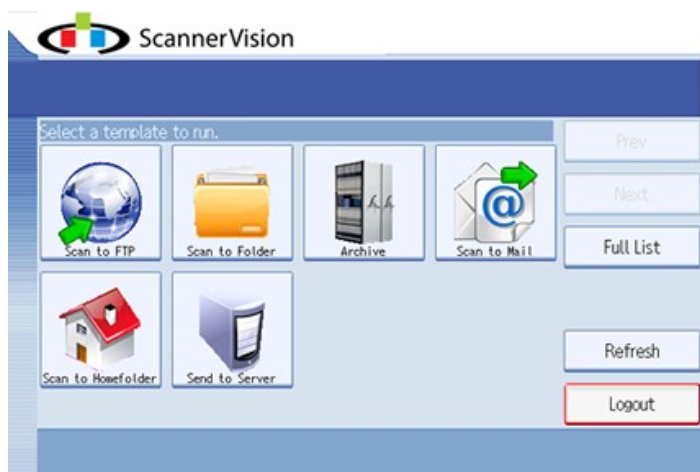 ScannerVision
Select a template to run.
Prev
Scan to FTP
Scan to Folder
Archive
Scan to Mail
Next
Full List
Scan to Homefolder
Send to Server
Refresh
Logout